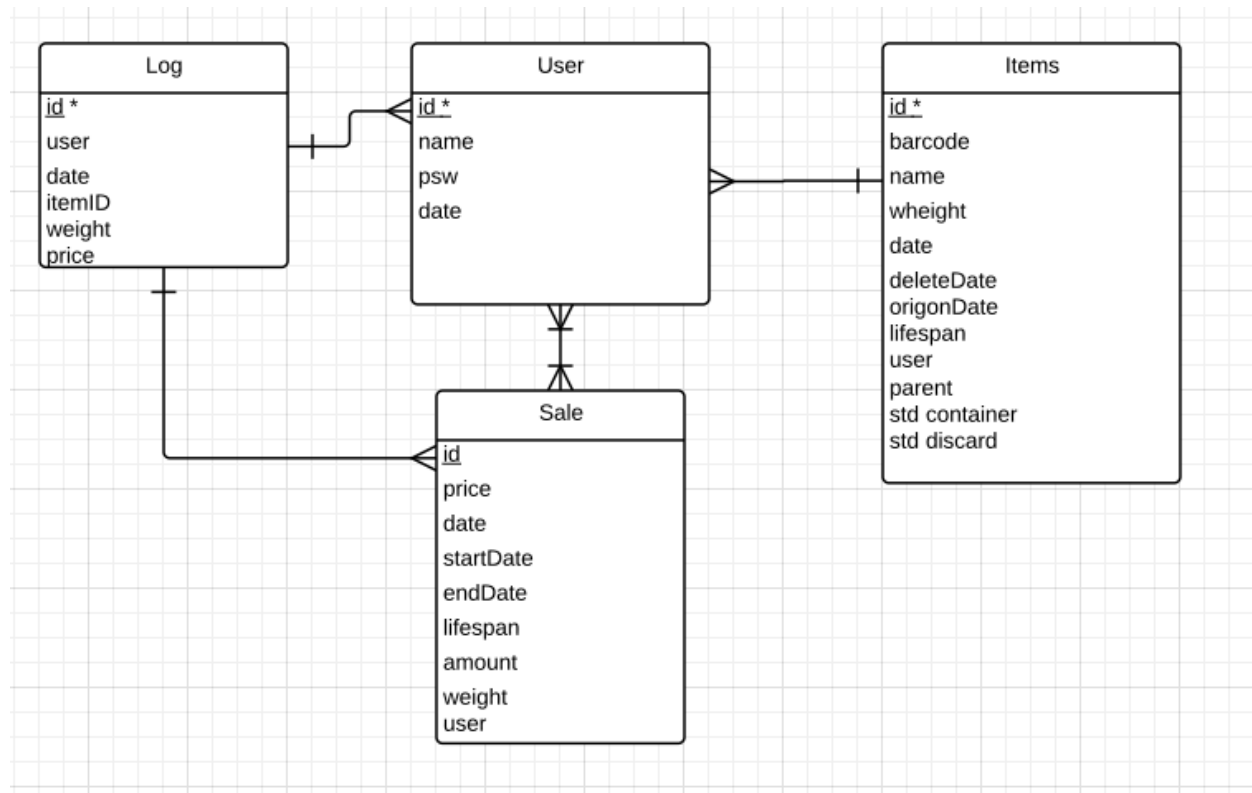 Log
id *
user
date
itemID
weight
price
User
id *
name
psw
date
Items
id *
barcode
name
wheight
date
deleteDate
origonDate
lifespan
user
parent
std container
std discard
Sale
id
price
date
startDate
endDate
lifespan
amount
weight
user